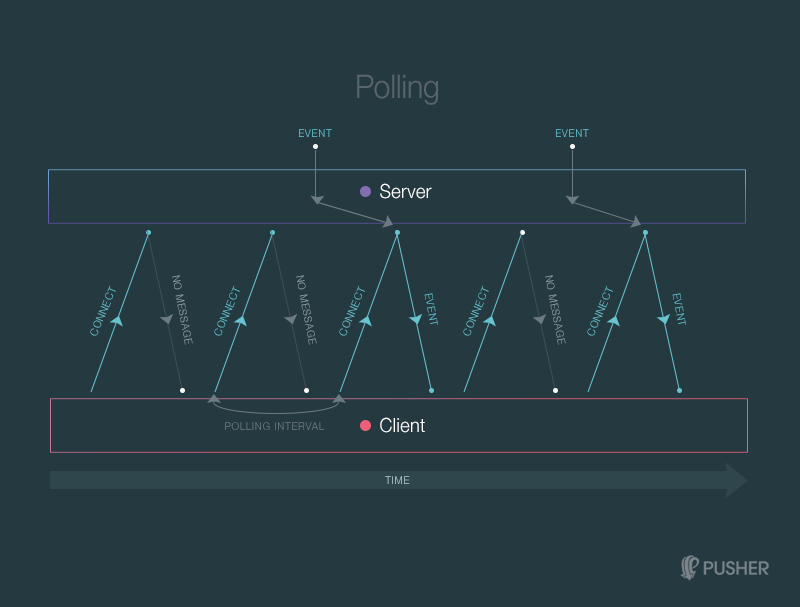 Polling
EVENT
EVENT
Server
CONNECT
NO MESSAGE
CONNECT
NO MESSAGE
CONNECT
EVENT
CONNECT
NO MESSAGE
CONNECT
EVENT
POLLING INTERVAL
Client
TIME
PUSHER